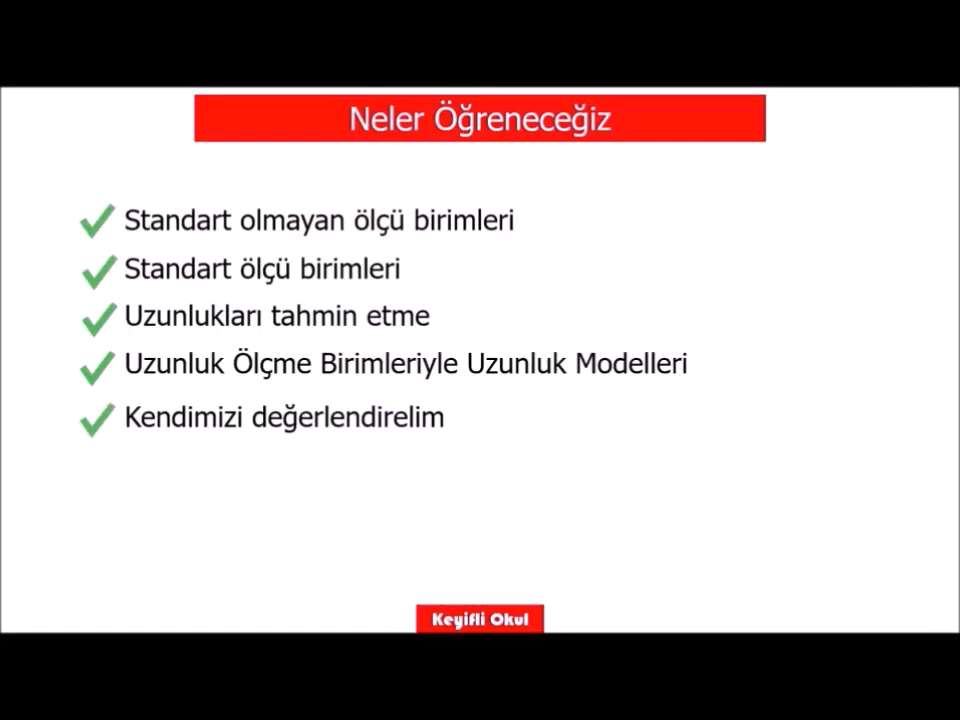 Neler Öğreneceğiz
Standart olmayan ölçü birimleri
Standart ölçü birimleri
Uzunlukları tahmin etme
Uzunluk Ölçme Birimleriyle Uzunluk Modelleri
Kendimizi değerlendirelim
Keyifli Okul